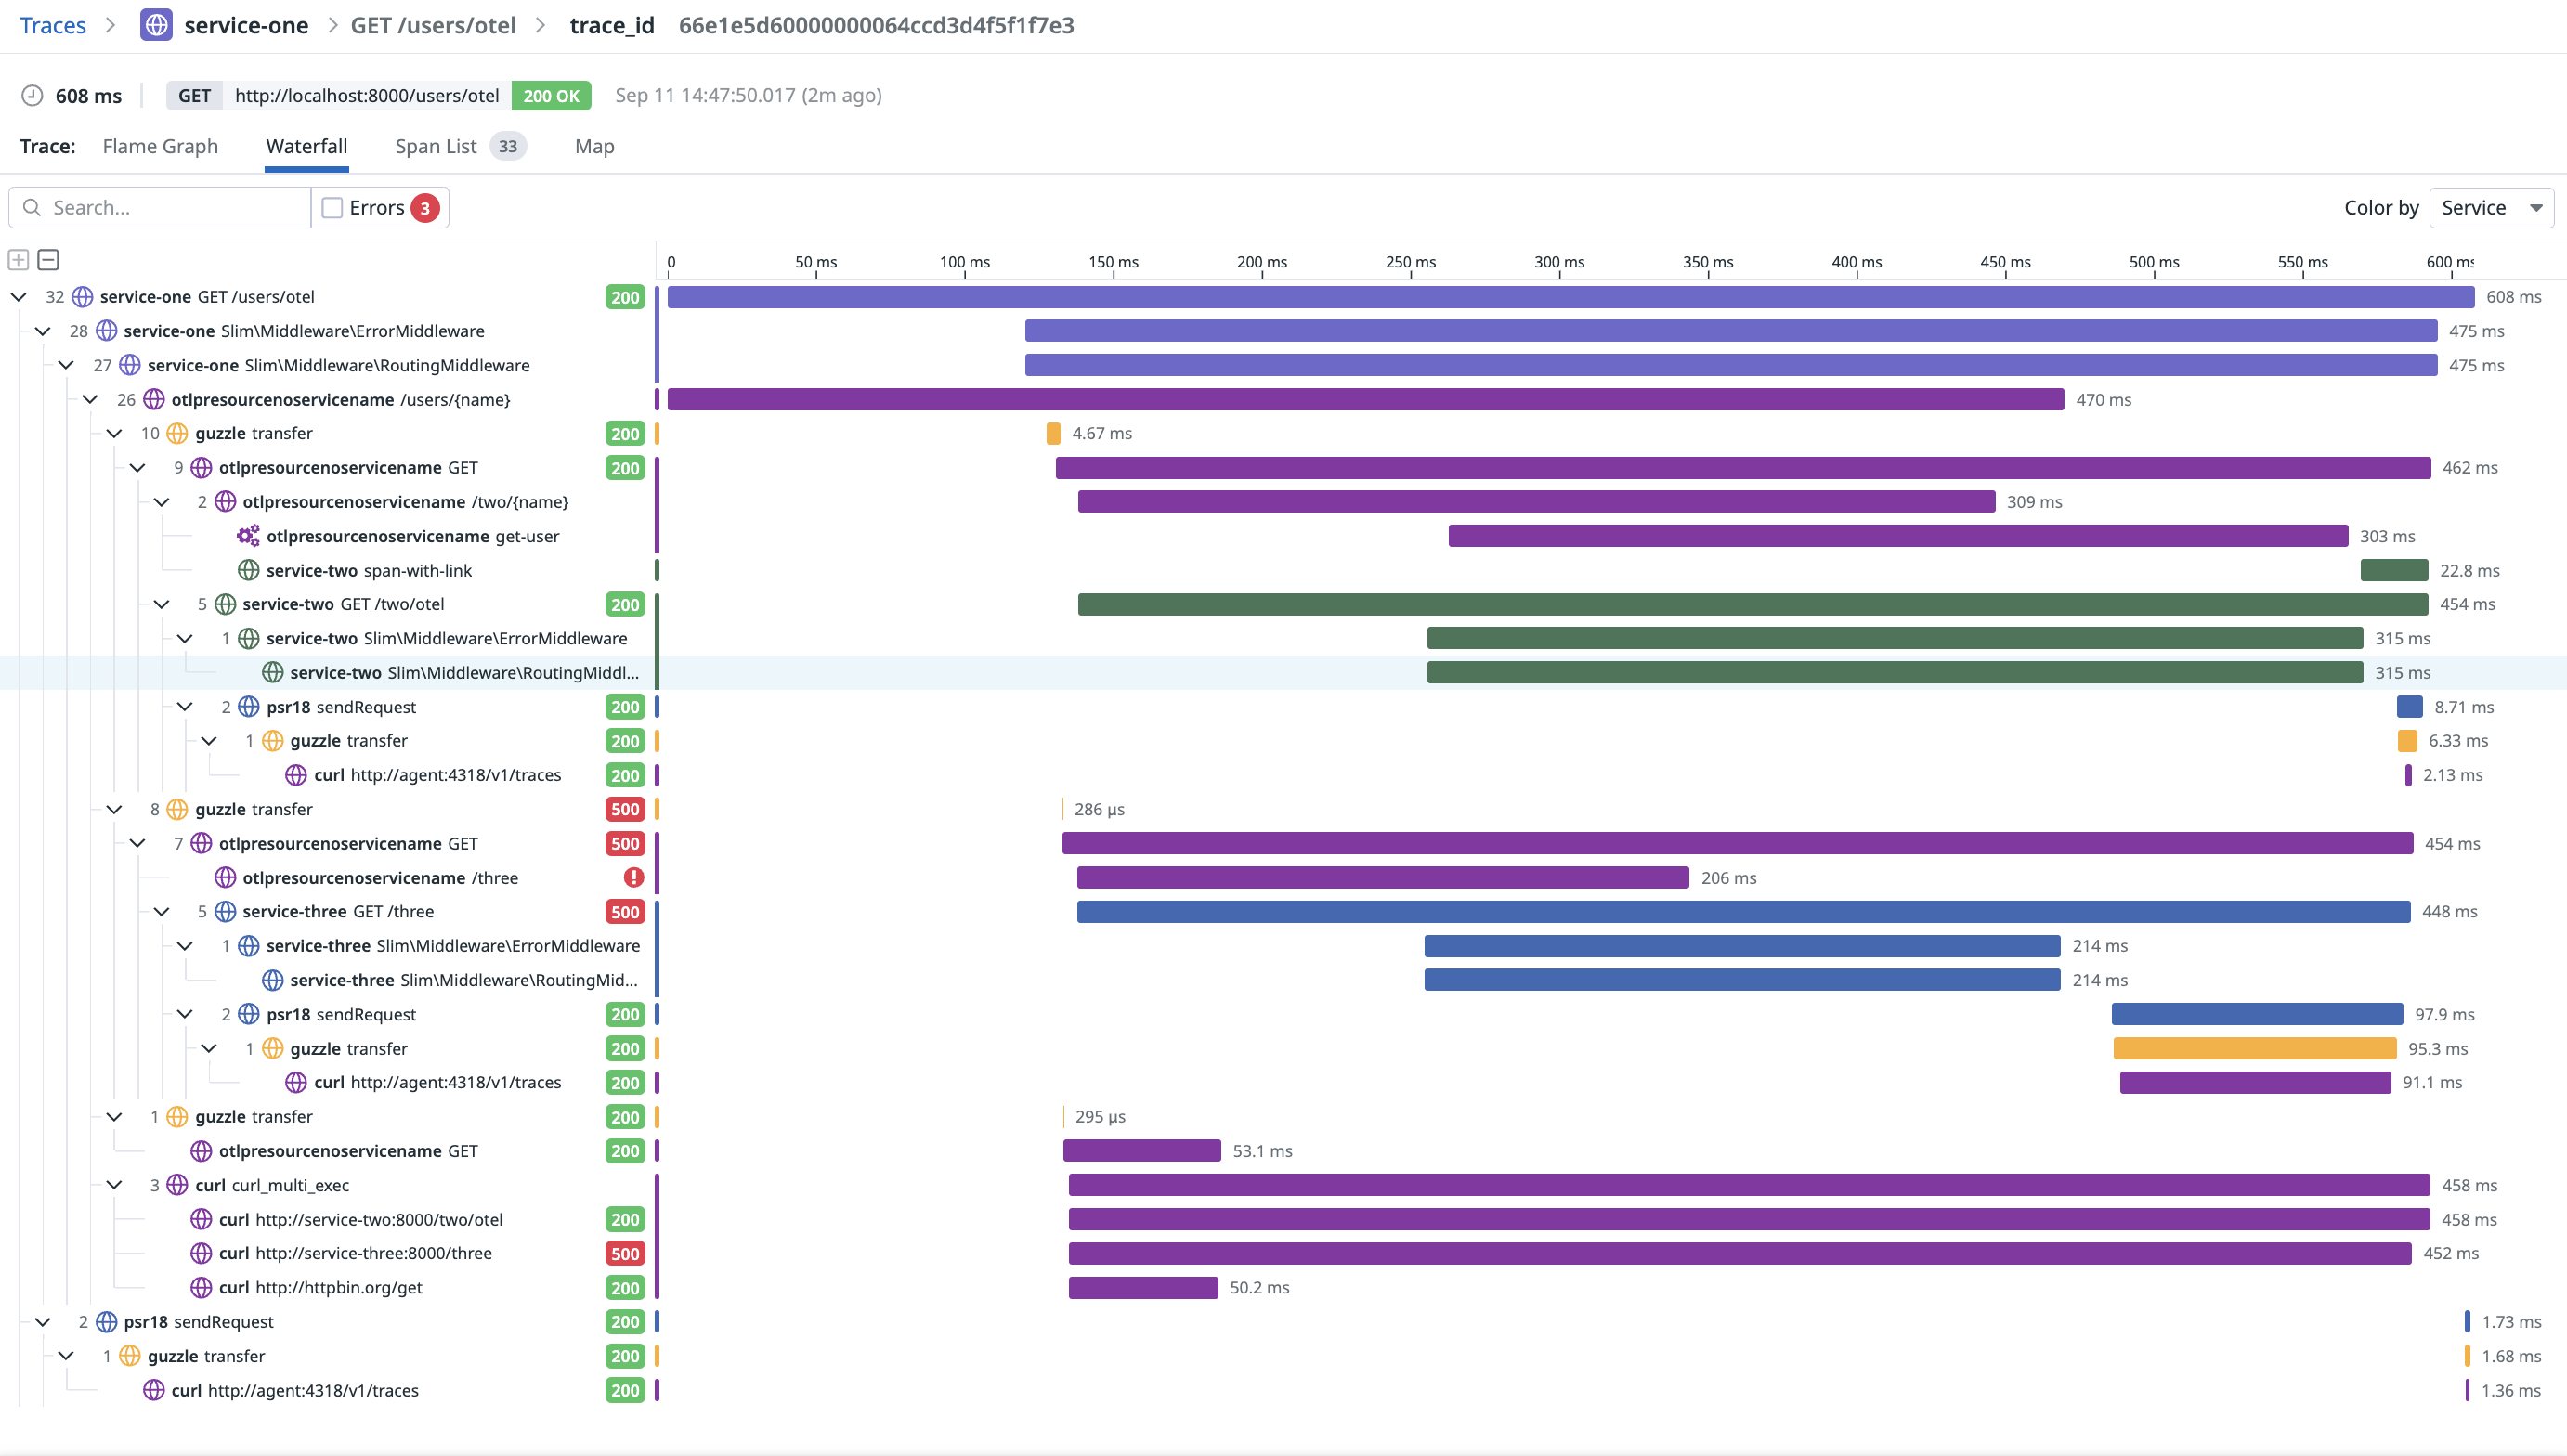 Traces > service-one > GET /users/otel > trace_id 66e1e5d60000000064ccd3d4f5f1f7e3
608 ms GET http://localhost:8000/users/otel 200 OK Sep 11 14:47:50.017 (2m ago)
Trace: Flame Graph Waterfall Span List 33 Map
Search... Errors 3 Color by Service
0 50 ms 100 ms 150 ms 200 ms 250 ms 300 ms 350 ms 400 ms 450 ms 500 ms 550 ms 600 ms
32 service-one GET /users/otel 200 608 ms
28 service-one Slim\Middleware\ErrorMiddleware 475 ms
27 service-one Slim\Middleware\RoutingMiddleware 475 ms
26 otlpresourcenoservicename /users/{name} 470 ms
10 guzzle transfer 200 4.67 ms
9 otlpresourcenoservicename GET 200 462 ms
2 otlpresourcenoservicename /two/{name} 309 ms
otlpresourcenoservicename get-user 303 ms
service-two span-with-link 22.8 ms
5 service-two GET /two/otel 200 454 ms
1 service-two Slim\Middleware\ErrorMiddleware 315 ms
service-two Slim\Middleware\RoutingMiddl... 315 ms
2 psr18 sendRequest 200 8.71 ms
1 guzzle transfer 200 6.33 ms
curl http://agent:4318/v1/traces 200 2.13 ms
8 guzzle transfer 500 286 µs
7 otlpresourcenoservicename GET 500 454 ms
otlpresourcenoservicename /three 206 ms
5 service-three GET /three 500 448 ms
1 service-three Slim\Middleware\ErrorMiddleware 214 ms
service-three Slim\Middleware\RoutingMid... 214 ms
2 psr18 sendRequest 200 97.9 ms
1 guzzle transfer 200 95.3 ms
curl http://agent:4318/v1/traces 200 91.1 ms
1 guzzle transfer 200 295 µs
otlpresourcenoservicename GET 200 53.1 ms
3 curl curl_multi_exec 458 ms
curl http://service-two:8000/two/otel 200 458 ms
curl http://service-three:8000/three 500 452 ms
curl http://httpbin.org/get 200 50.2 ms
2 psr18 sendRequest 200 1.73 ms
1 guzzle transfer 200 1.68 ms
curl http://agent:4318/v1/traces 200 1.36 ms